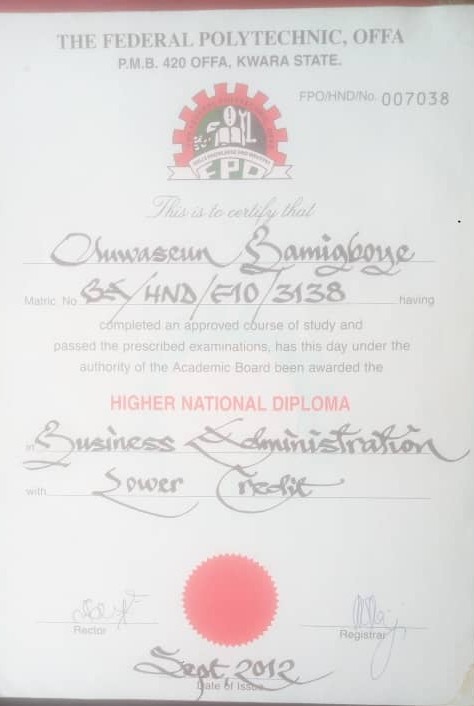 THE FEDERAL POLYTECHNIC, OFFA
P.M.B. 420 OFFA, KWARA STATE.
FPO/HND/No. 007038
FPO
This is to certify that
Oluwaseun Bamigboye
Matric. No BA/HND/F10/3138 having
completed an approved course of study and
passed the prescribed examinations, has this day under the
authority of the Academic Board been awarded the
HIGHER NATIONAL DIPLOMA
in Business Administration
with Lower Credit
Rector
Registrar
Sept, 2012
Date of Issue